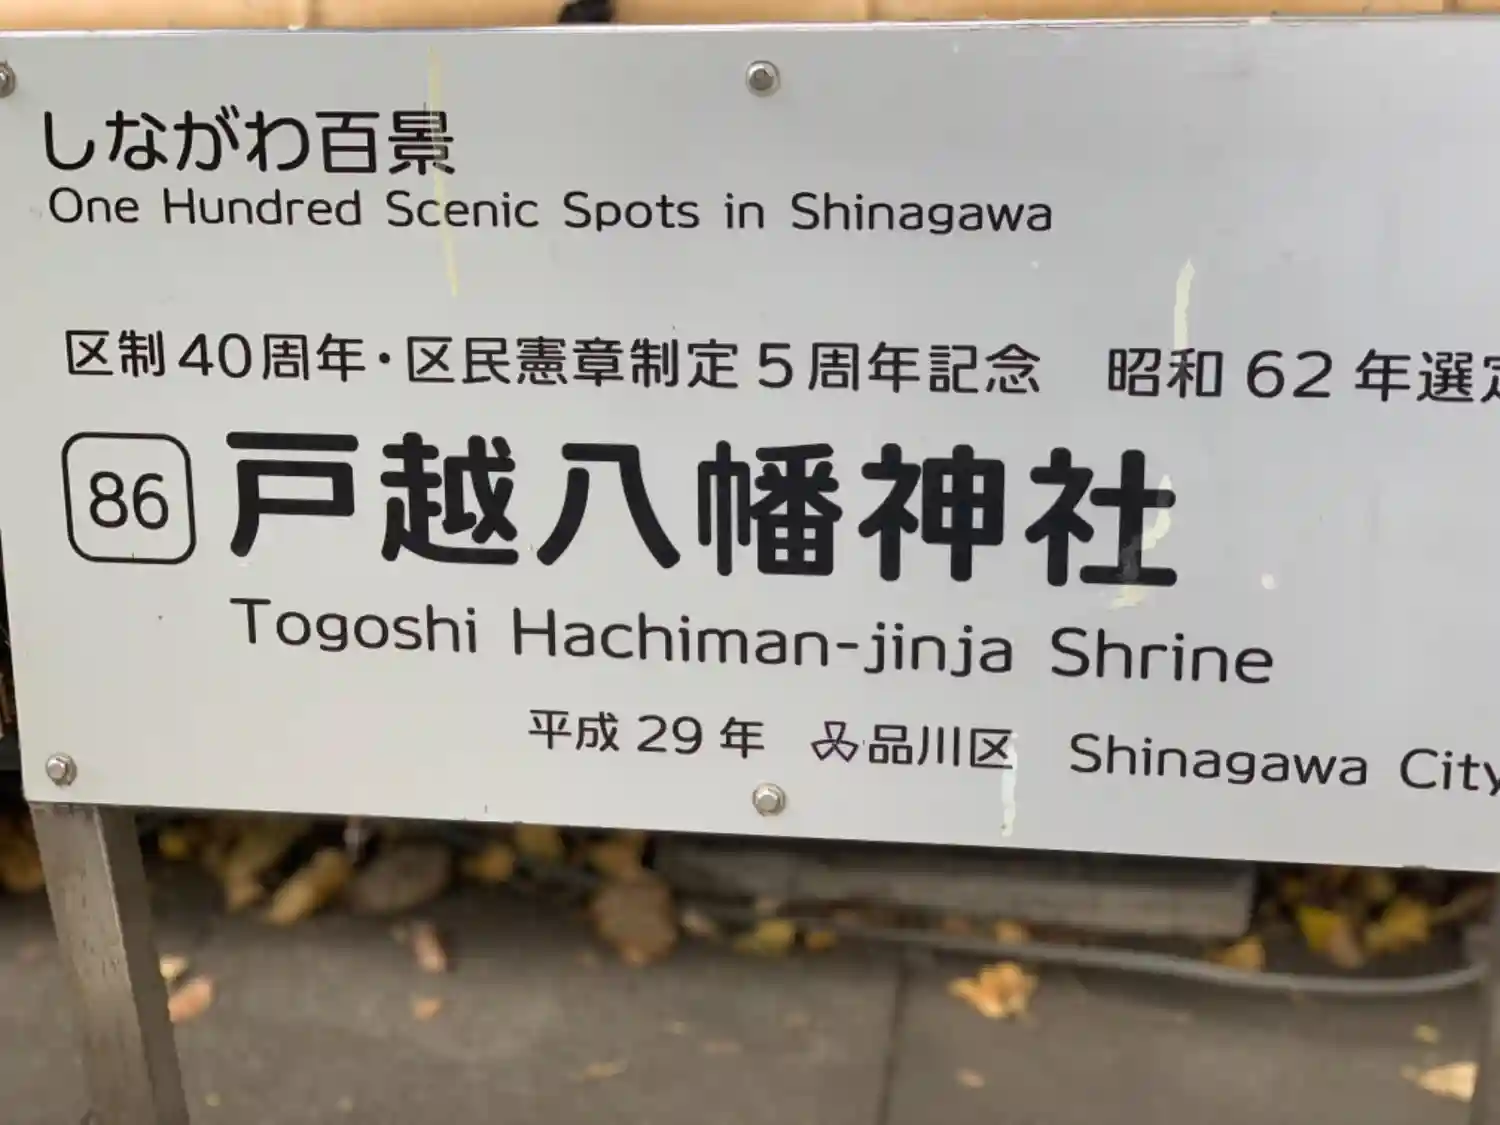 しながわ百景
One Hundred Scenic Spots in Shinagawa
区制40周年・区民憲章制定5周年記念　昭和62年選定
86 戸越八幡神社
Togoshi Hachiman-jinja Shrine
平成29年 品川区 Shinagawa City